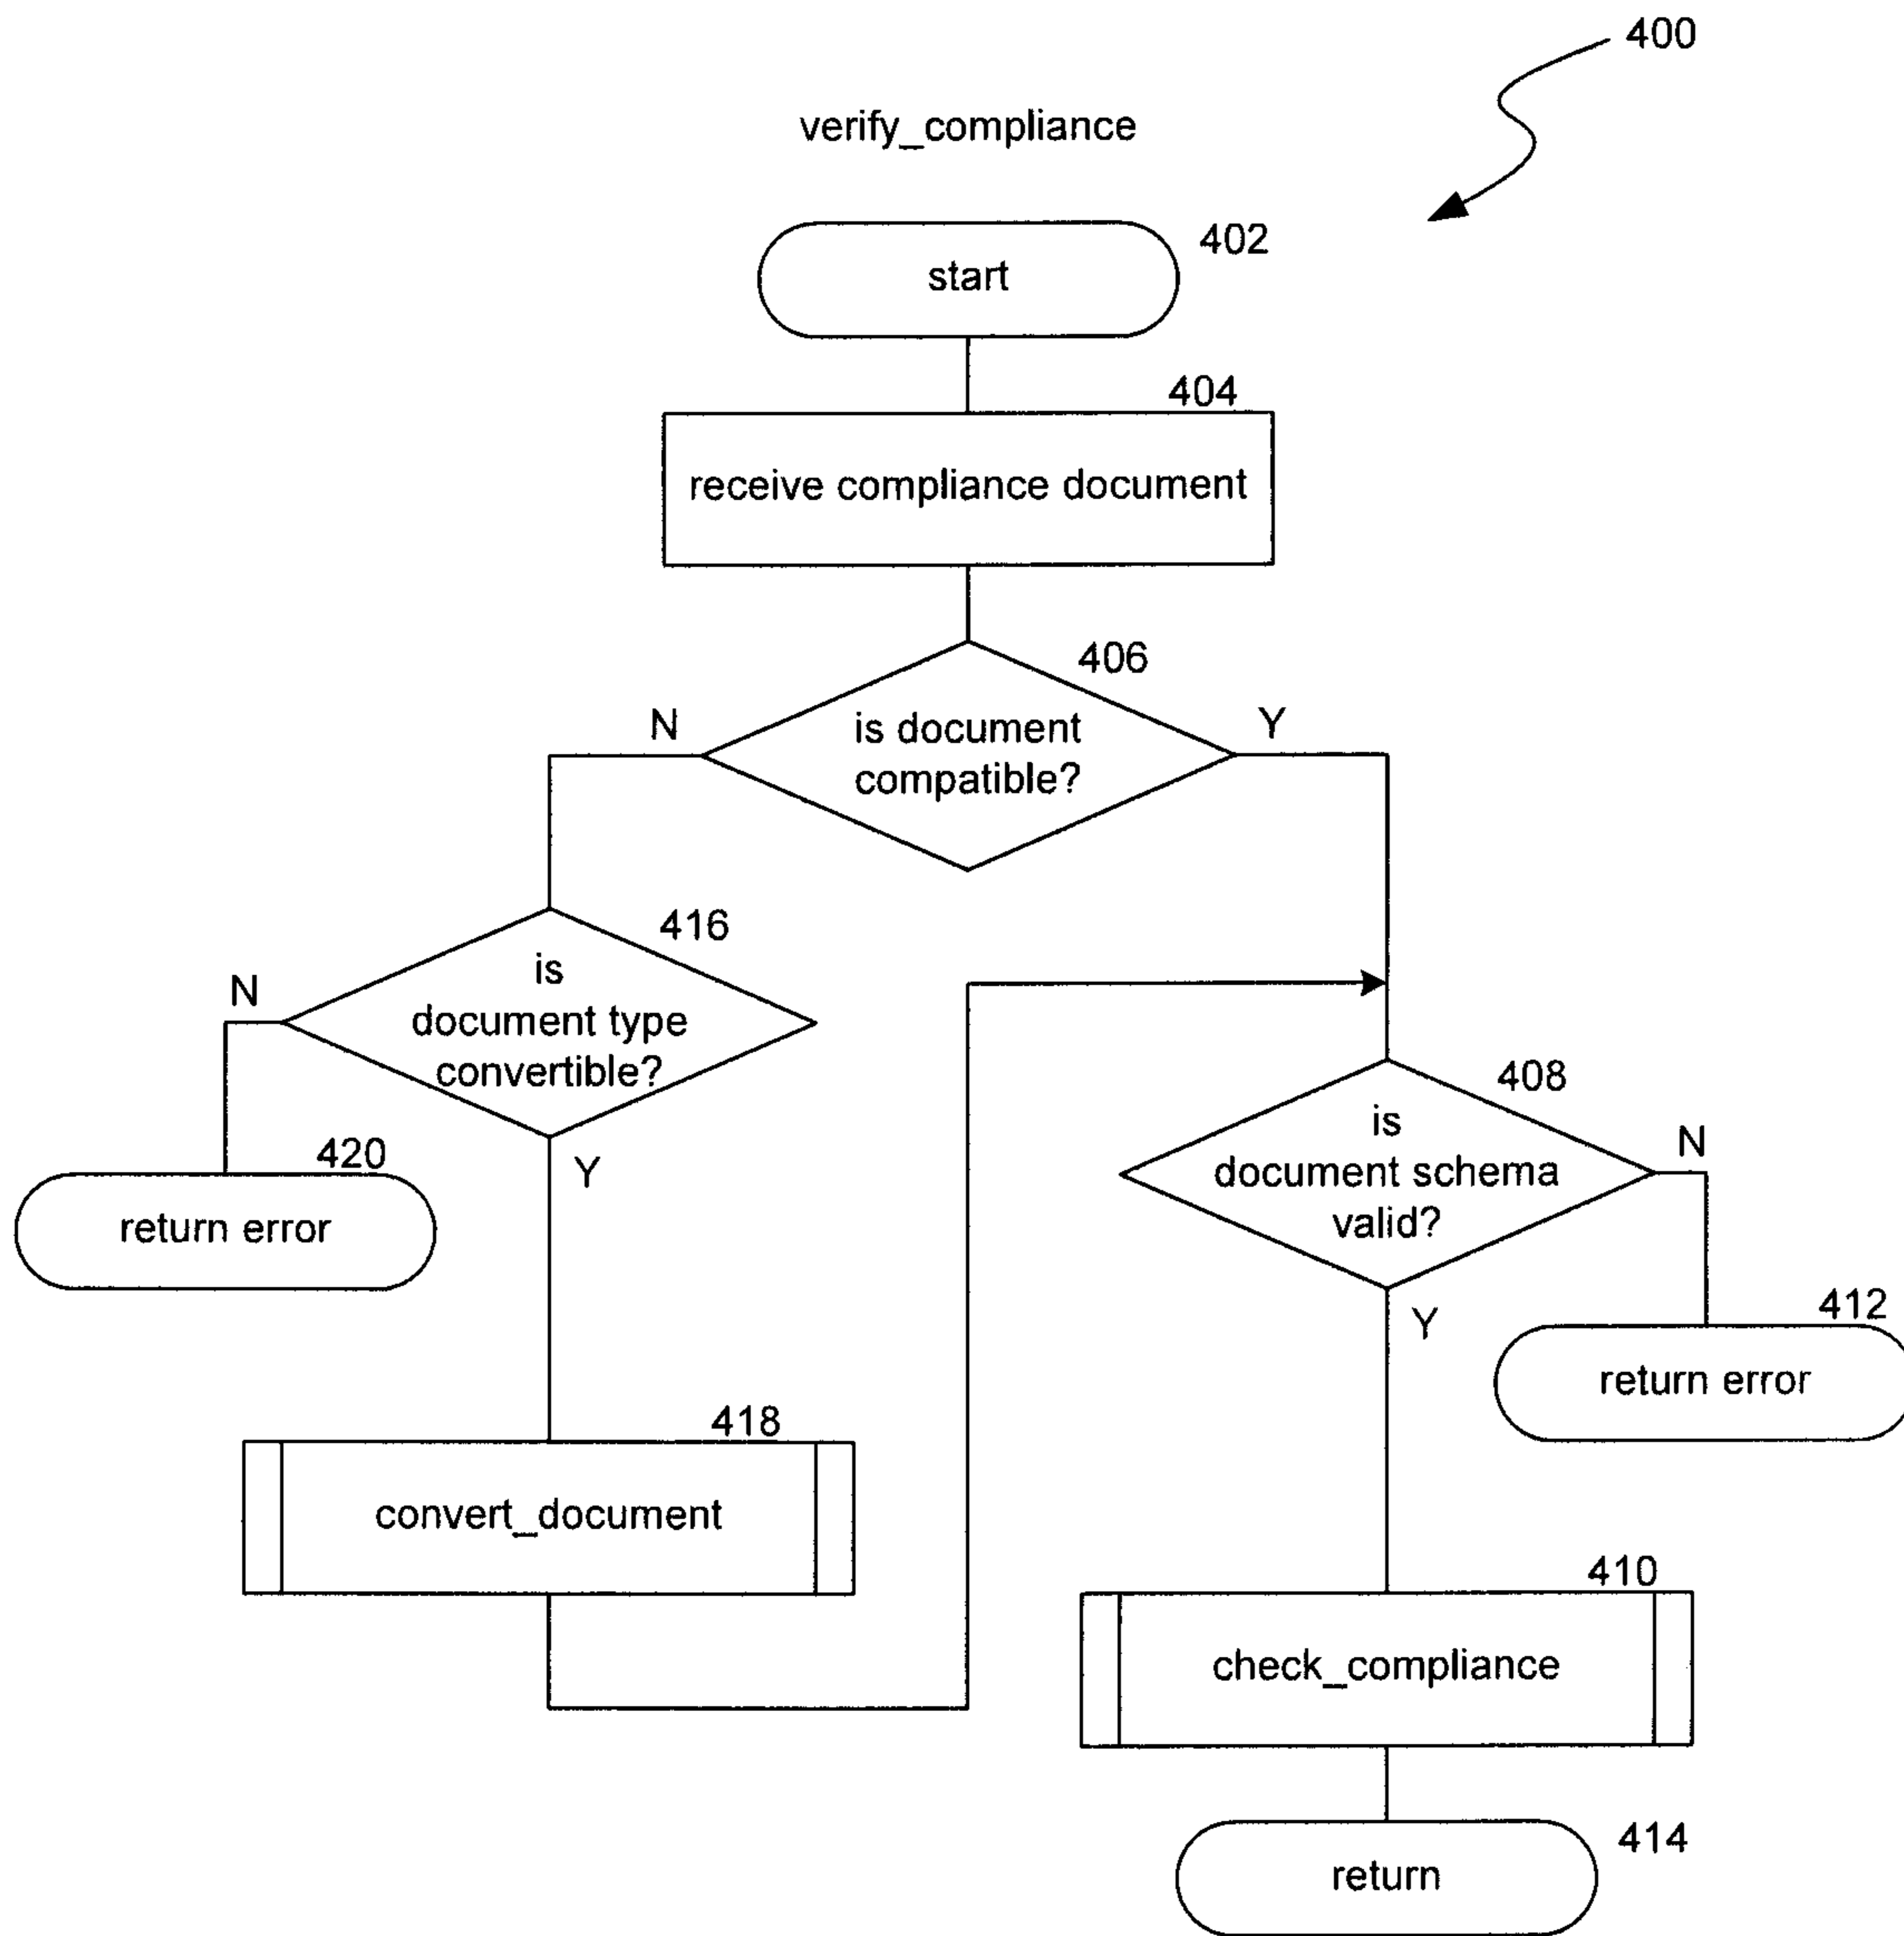 400
verify_compliance
402
start
404
receive compliance document
406
N
is document
compatible?
Y
416
N
is
document type
convertible?
Y
408
is
document schema
valid?
N
Y
420
return error
412
return error
418
convert_document
410
check_compliance
414
return